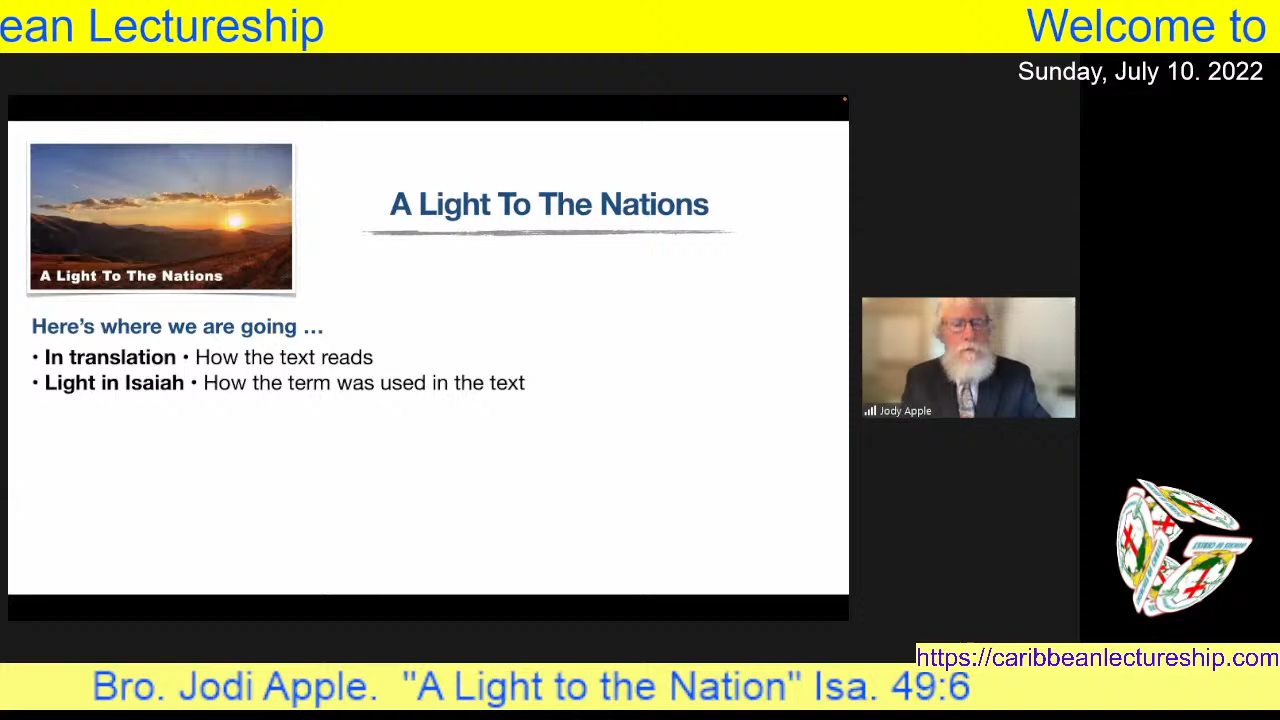 ean Lectureship
Welcome to
Sunday, July 10. 2022
A Light To The Nations
A Light To The Nations
Here's where we are going …
• In translation • How the text reads
• Light in Isaiah • How the term was used in the text
Jody Apple
https://caribbeanlectureship.com
Bro. Jodi Apple. "A Light to the Nation" Isa. 49:6